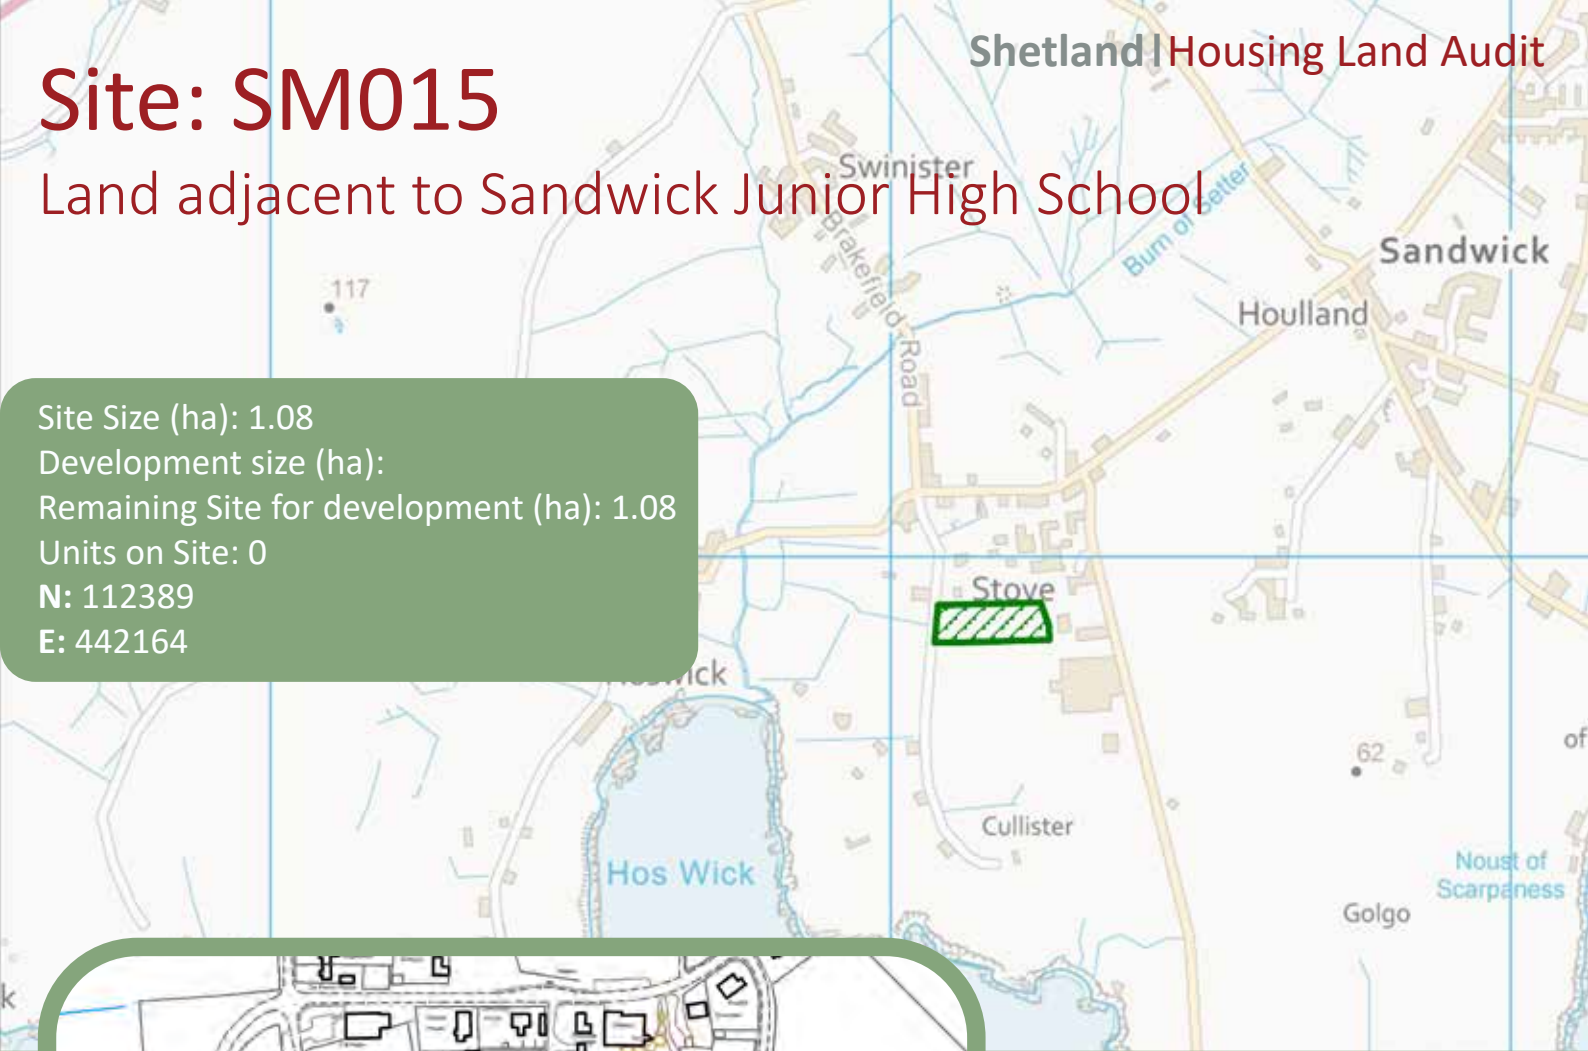 Shetland|Housing Land Audit
Site: SM015
Land adjacent to Sandwick Junior High School
Swinister
Burn of Setter
Brakefield Road
Sandwick
Houlland
117
Site Size (ha): 1.08
Development size (ha):
Remaining Site for development (ha): 1.08
Units on Site: 0
N: 112389
E: 442164
Stove
62
of
Cullister
Hos Wick
Noust of
Scarpaness
Golgo
k